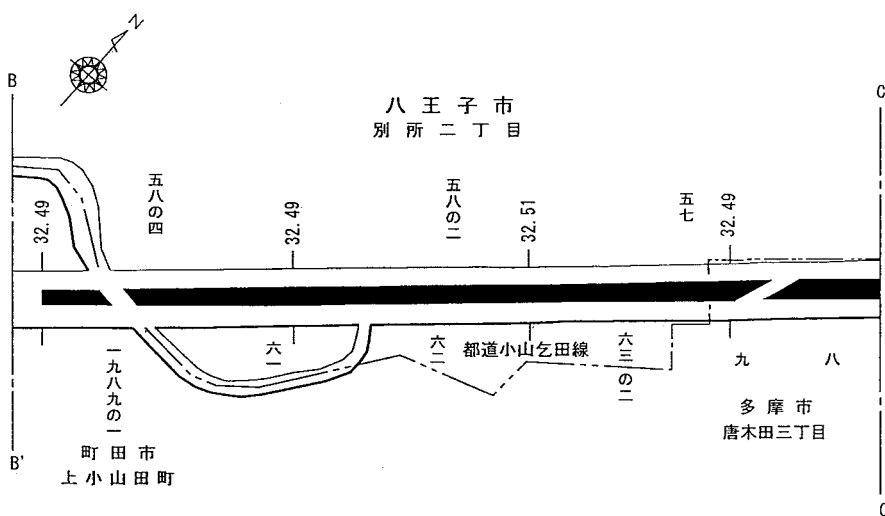 N
B
C
八王子市
別所二丁目
五八の四
五八の二
五七
32.49
32.49
32.51
32.49
一九八九の一
六一
六二
都道小山乞田線
六三の二
九
八
町田市
上小山田町
多摩市
唐木田三丁目
B'